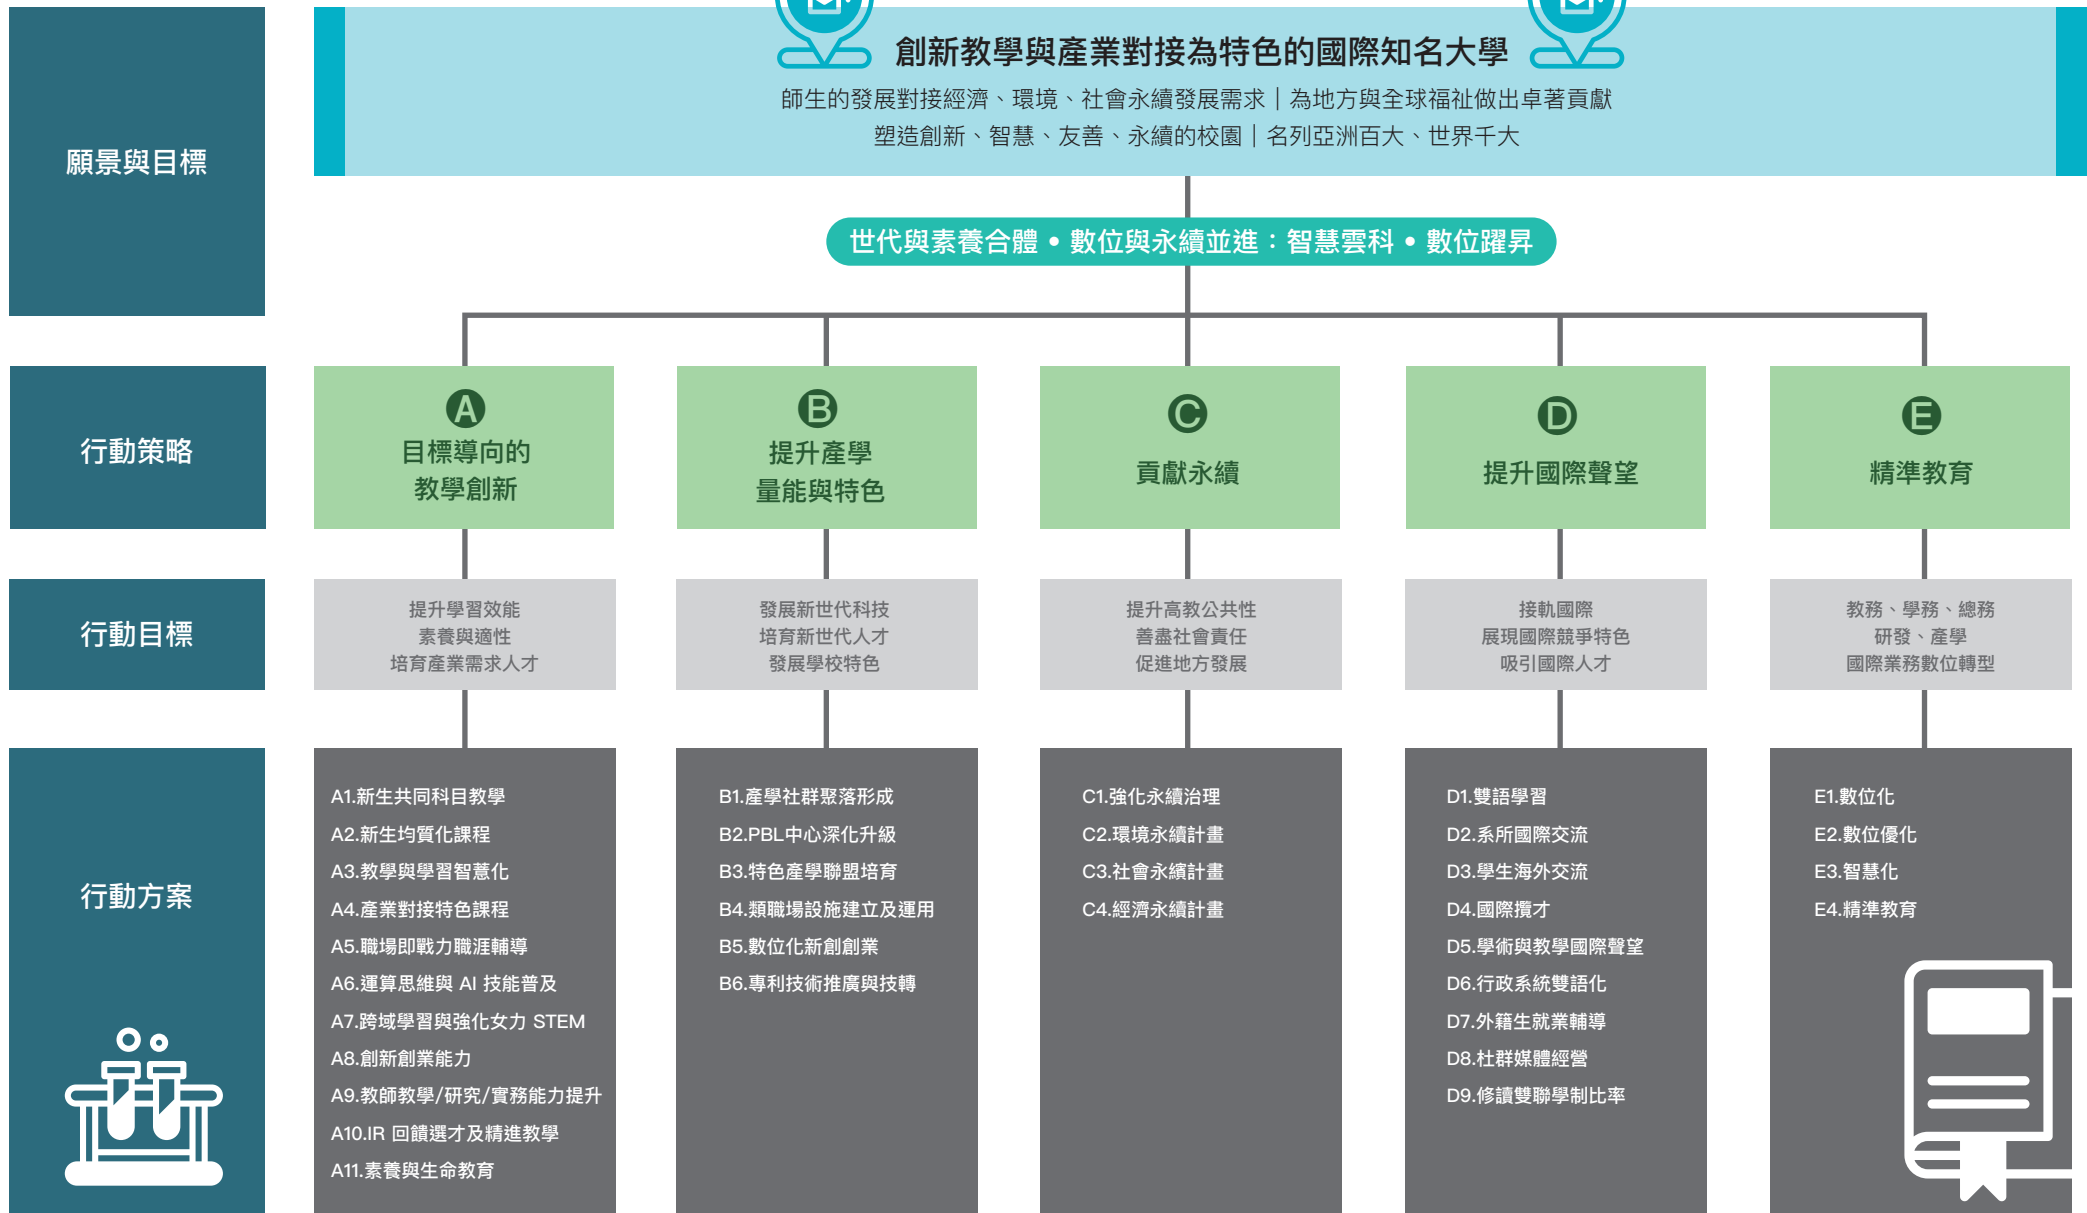 創新教學與產業對接為特色的國際知名大學
師生的發展對接經濟、環境、社會永續發展需求｜為地方與全球福祉做出卓著貢獻
塑造創新、智慧、友善、永續的校園｜名列亞洲百大、世界千大
願景與目標
世代與素養合體 • 數位與永續並進：智慧雲科 • 數位躍昇
行動策略
A
目標導向的
教學創新
B
提升產學
量能與特色
C
貢獻永續
D
提升國際聲望
E
精準教育
行動目標
提升學習效能
素養與適性
培育產業需求人才
發展新世代科技
培育新世代人才
發展學校特色
提升高教公共性
善盡社會責任
促進地方發展
接軌國際
展現國際競爭特色
吸引國際人才
教務、學務、總務
研發、產學
國際業務數位轉型
行動方案
A1.新生共同科目教學
A2.新生均質化課程
A3.教學與學習智薏化
A4.產業對接特色課程
A5.職場即戰力職涯輔導
A6.運算思維與 AI 技能普及
A7.跨域學習與強化女力 STEM
A8.創新創業能力
A9.教師教學/研究/實務能力提升
A10.IR 回饋選才及精進教學
A11.素養與生命教育
B1.產學社群聚落形成
B2.PBL中心深化升級
B3.特色產學聯盟培育
B4.類職場設施建立及運用
B5.數位化新創創業
B6.專利技術推廣與技轉
C1.強化永續治理
C2.環境永續計畫
C3.社會永續計畫
C4.經濟永續計畫
D1.雙語學習
D2.系所國際交流
D3.學生海外交流
D4.國際攬才
D5.學術與教學國際聲望
D6.行政系統雙語化
D7.外籍生就業輔導
D8.社群媒體經營
D9.修讀雙聯學制比率
E1.數位化
E2.數位優化
E3.智慧化
E4.精準教育